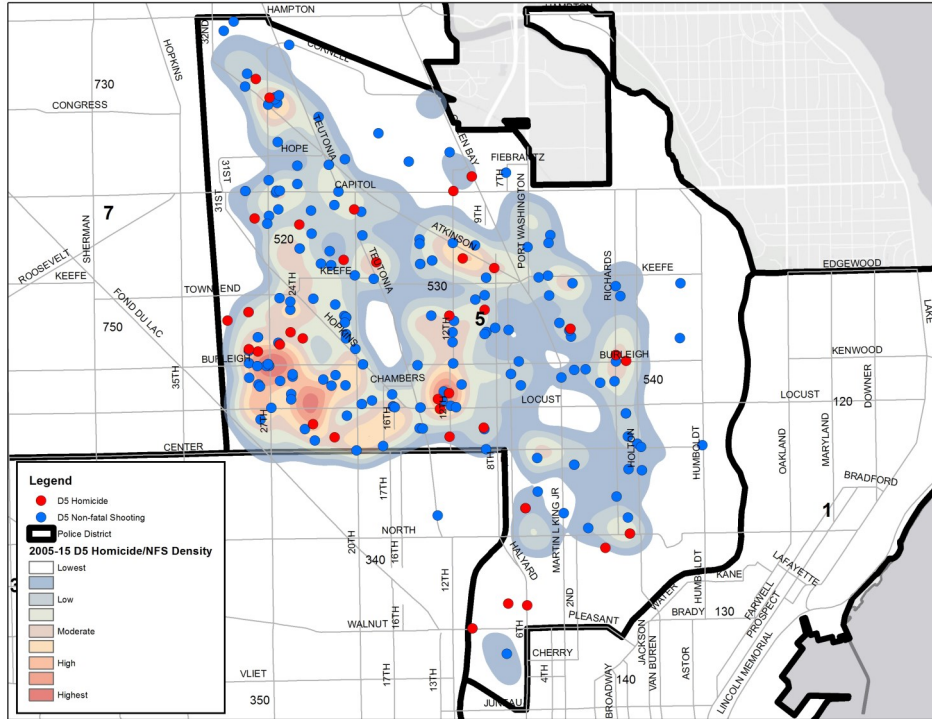 HAMPTON
32ND
HOPKINS
CORNELL
730
CONGRESS
TEUTONIA
HOPE
FIEBRANTZ
7TH
31ST
CAPITOL
31ST
9TH
PORT WASHINGTON
7
SHERMAN
ATKINSON
520
ROOSEVELT
KEEFE
KEEFE
TEUTONIA
RICHARDS
KEEFE
EDGEWOOD
24TH
530
TOWNSEND
LAKE
FOND DU LAC
HOPKINS
12TH
5
750
BURLEIGH
BURLEIGH
KENWOOD
35TH
CHAMBERS
540
DOWNER
LOCUST
LOCUST
120
27TH
16TH
12TH
OAKLAND
MARYLAND
CENTER
8TH
HOLTON
HUMBOLDT
BRADFORD
17TH
MARTIN L KING JR
1
NORTH
20TH
16TH
340
HALYARD
LAFAYETTE
12TH
2ND
WATER
HUMBOLDT
KANE
FARWELL
PROSPECT
BRADY
130
PLEASANT
WALNUT
16TH
6TH
JACKSON
VAN BUREN
LINCOLN MEMORIAL
VLIET
17TH
13TH
CHERRY
4TH
BROADWAY
140
ASTOR
350
JUNEAU
Legend
D5 Homicide
D5 Non-fatal Shooting
Police District
2005-15 D5 Homicide/NFS Density
Lowest
Low
Moderate
High
Highest